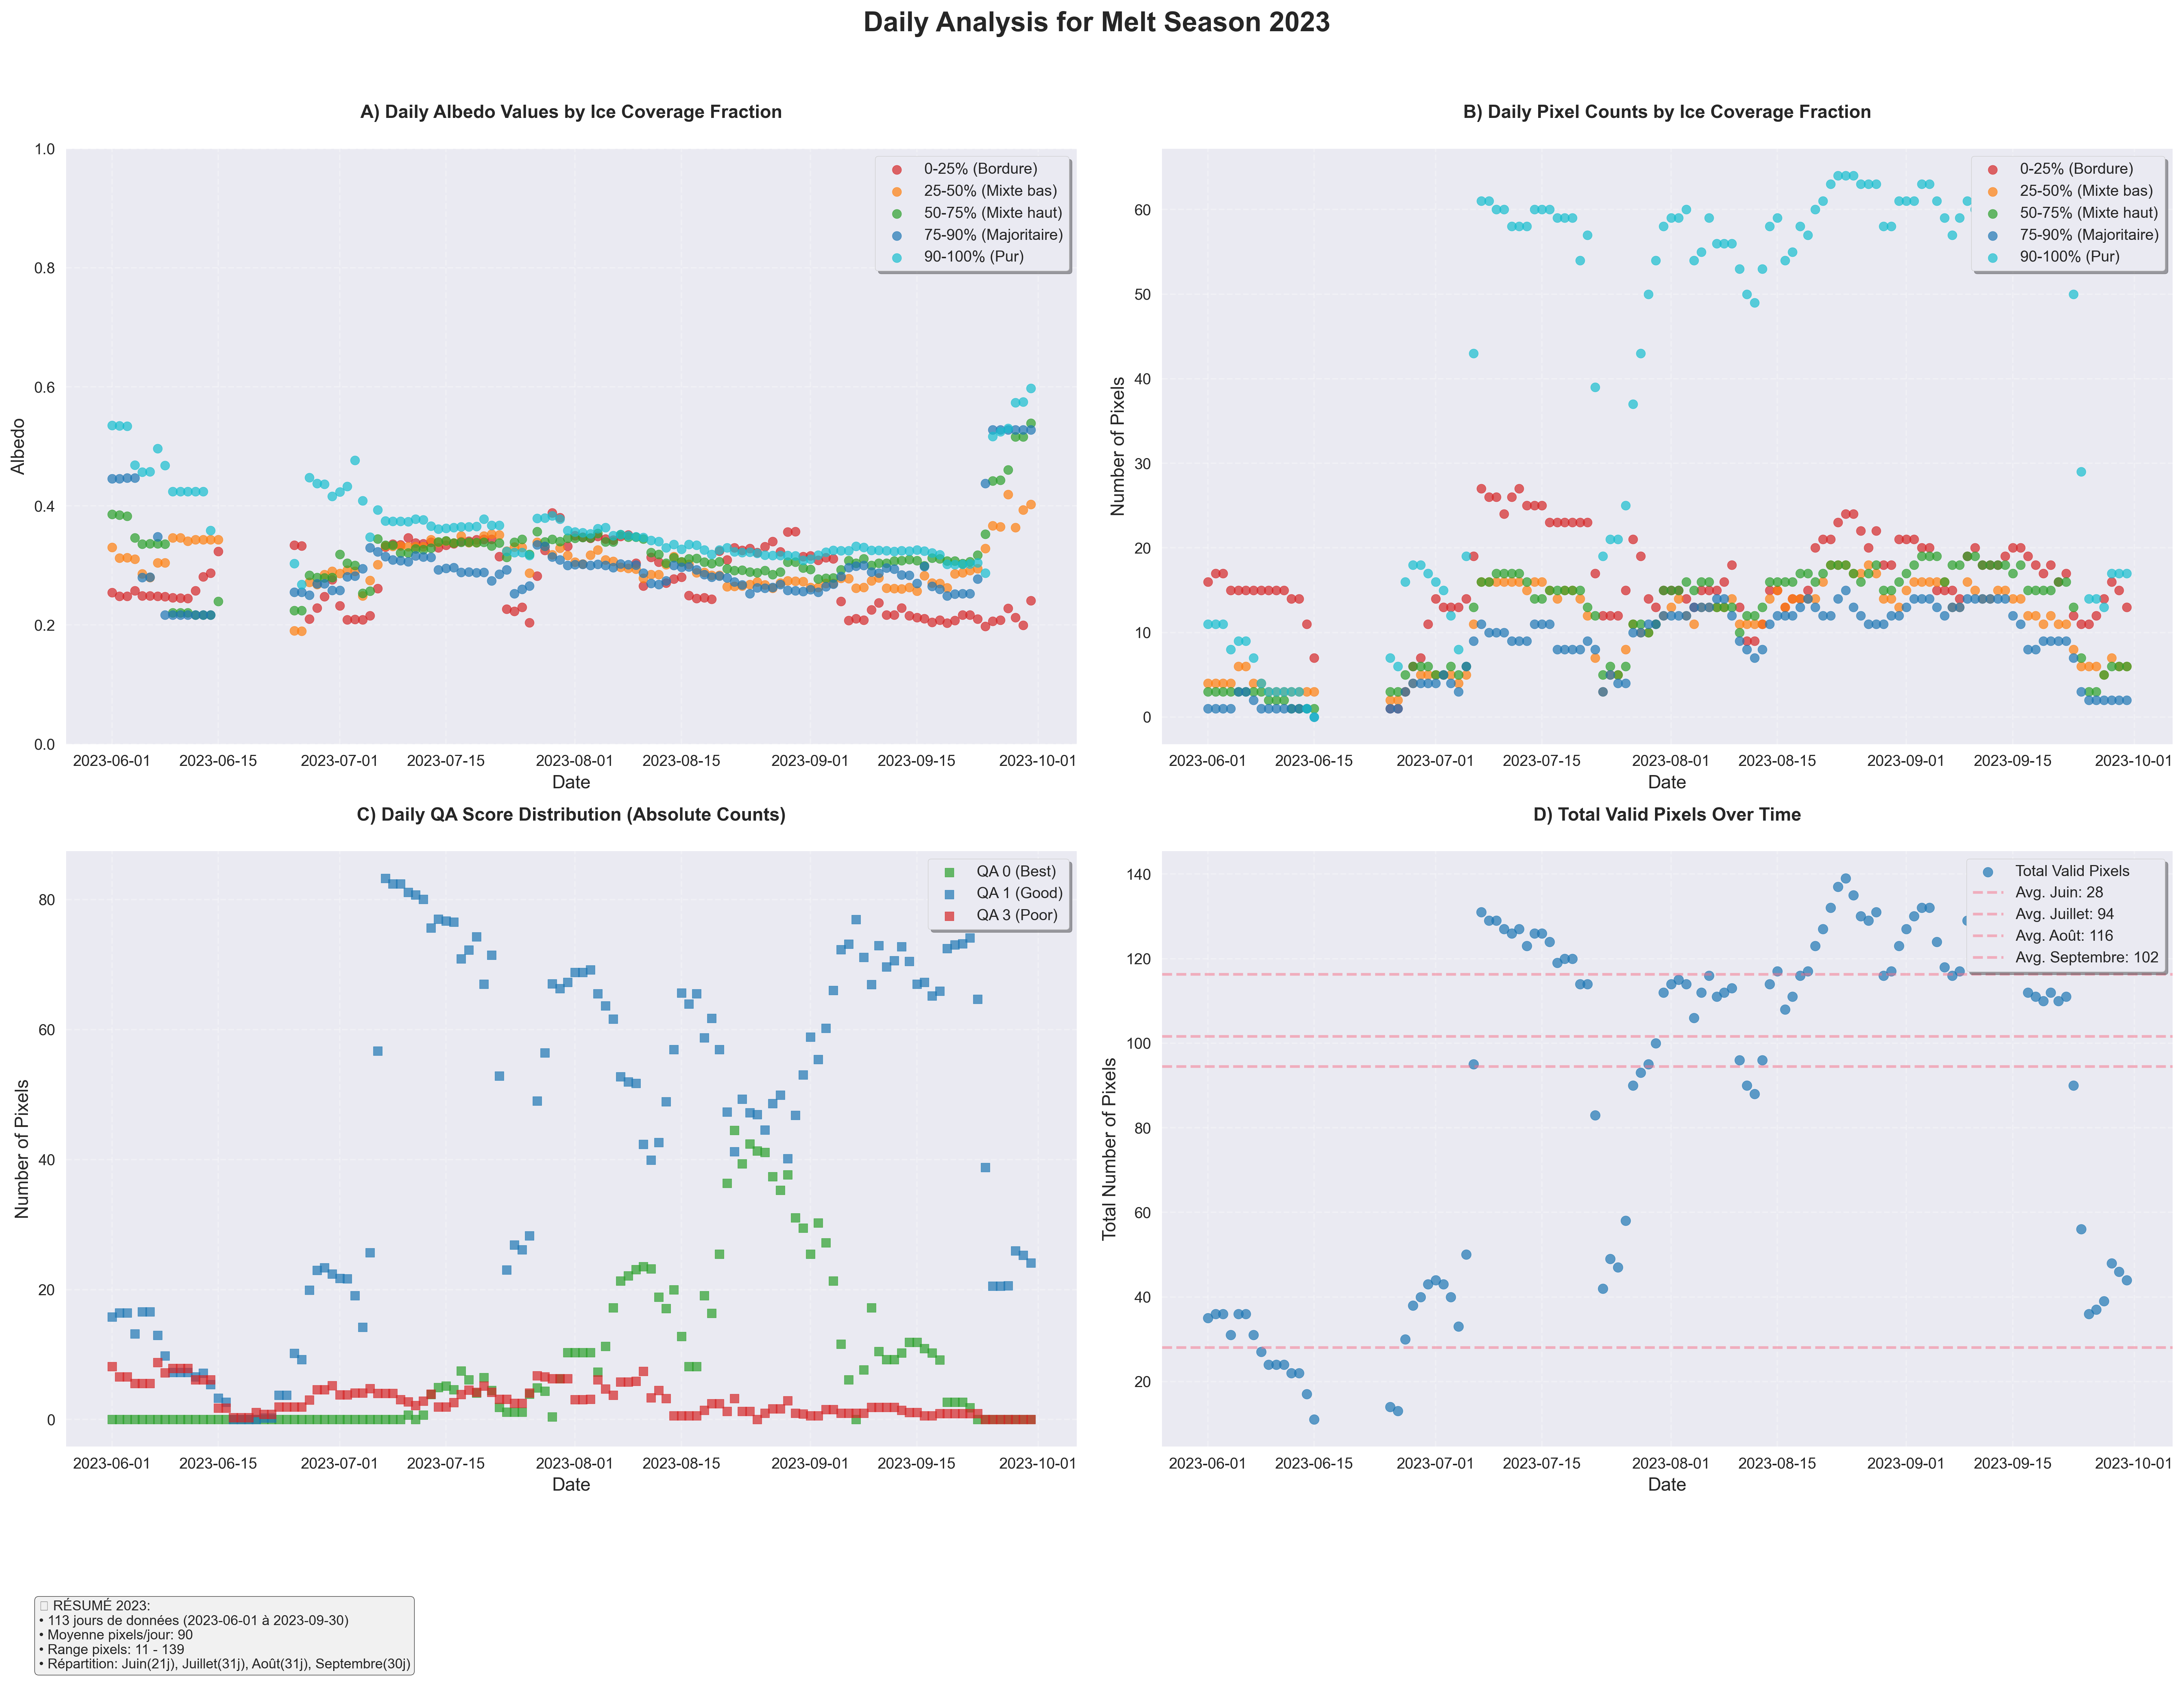 Daily Analysis for Melt Season 2023
A) Daily Albedo Values by Ice Coverage Fraction
1.0
0.8
0.6
0.4
0.2
0.0
Albedo
0-25% (Bordure)
25-50% (Mixte bas)
50-75% (Mixte haut)
75-90% (Majoritaire)
90-100% (Pur)
2023-06-01
2023-06-15
2023-07-01
2023-07-15
2023-08-01
2023-08-15
2023-09-01
2023-09-15
2023-10-01
Date
B) Daily Pixel Counts by Ice Coverage Fraction
60
50
40
30
20
10
0
Number of Pixels
0-25% (Bordure)
25-50% (Mixte bas)
50-75% (Mixte haut)
75-90% (Majoritaire)
90-100% (Pur)
2023-06-01
2023-06-15
2023-07-01
2023-07-15
2023-08-01
2023-08-15
2023-09-01
2023-09-15
2023-10-01
Date
C) Daily QA Score Distribution (Absolute Counts)
80
60
40
20
0
Number of Pixels
QA 0 (Best)
QA 1 (Good)
QA 3 (Poor)
2023-06-01
2023-06-15
2023-07-01
2023-07-15
2023-08-01
2023-08-15
2023-09-01
2023-09-15
2023-10-01
Date
D) Total Valid Pixels Over Time
140
120
100
80
60
40
20
Total Number of Pixels
Total Valid Pixels
Avg. Juin: 28
Avg. Juillet: 94
Avg. Août: 116
Avg. Septembre: 102
2023-06-01
2023-06-15
2023-07-01
2023-07-15
2023-08-01
2023-08-15
2023-09-01
2023-09-15
2023-10-01
Date
RÉSUMÉ 2023:
• 113 jours de données (2023-06-01 à 2023-09-30)
• Moyenne pixels/jour: 90
• Range pixels: 11 - 139
• Répartition: Juin(21j), Juillet(31j), Août(31j), Septembre(30j)